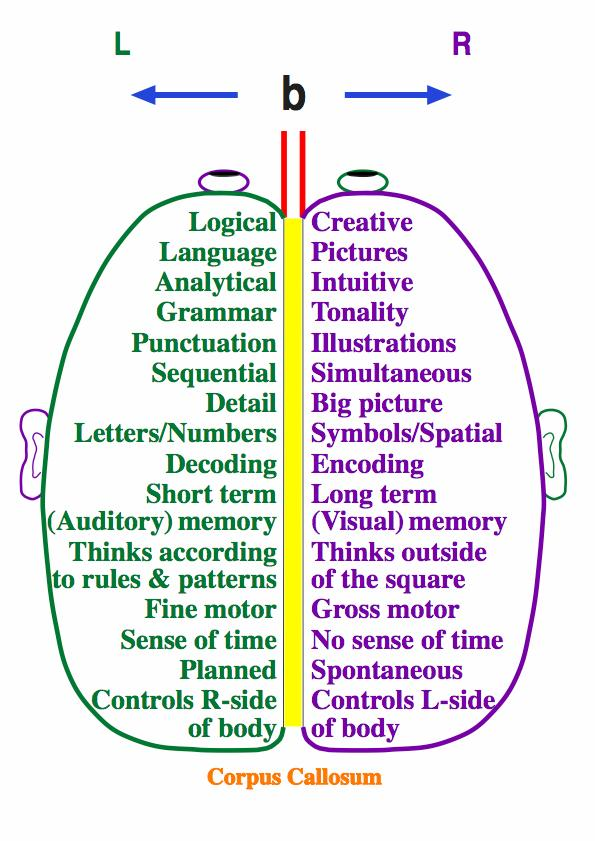 L R
b
Logical Creative
Language Pictures
Analytical Intuitive
Grammar Tonality
Punctuation Illustrations
Sequential Simultaneous
Detail Big picture
Letters/Numbers Symbols/Spatial
Decoding Encoding
Short term Long term
(Auditory) memory (Visual) memory
Thinks according Thinks outside
to rules & patterns of the square
Fine motor Gross motor
Sense of time No sense of time
Planned Spontaneous
Controls R-side Controls L-side
of body of body
Corpus Callosum